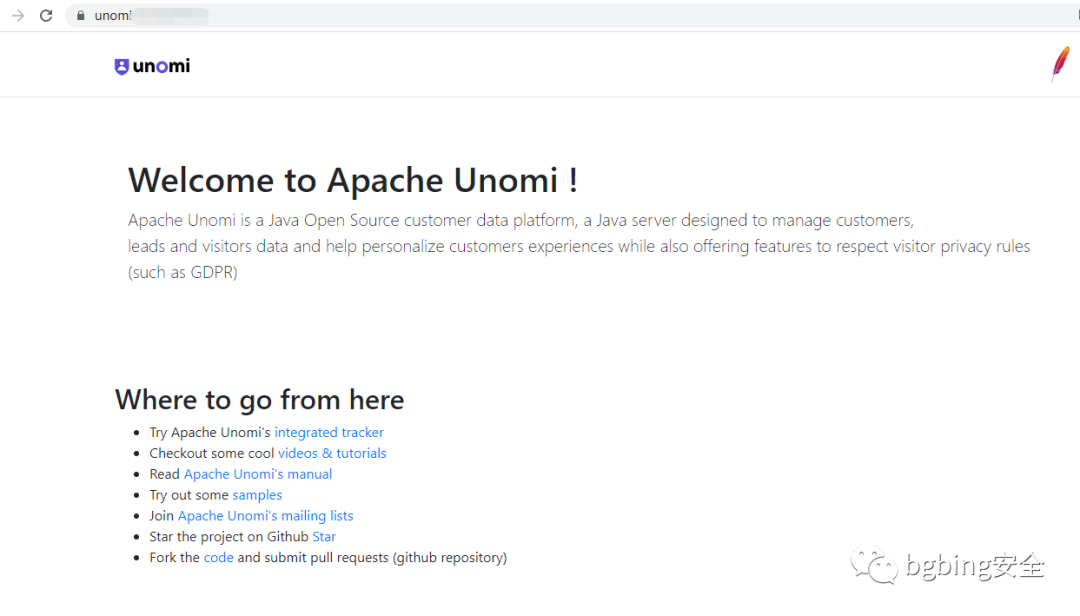 unomi
unomi
Welcome to Apache Unomi !
Apache Unomi is a Java Open Source customer data platform, a Java server designed to manage customers,
leads and visitors data and help personalize customers experiences while also offering features to respect visitor privacy rules
(such as GDPR)
Where to go from here
Try Apache Unomi's integrated tracker
Checkout some cool videos & tutorials
Read Apache Unomi's manual
Try out some samples
Join Apache Unomi's mailing lists
Star the project on Github Star
Fork the code and submit pull requests (github repository)
bgbing安全